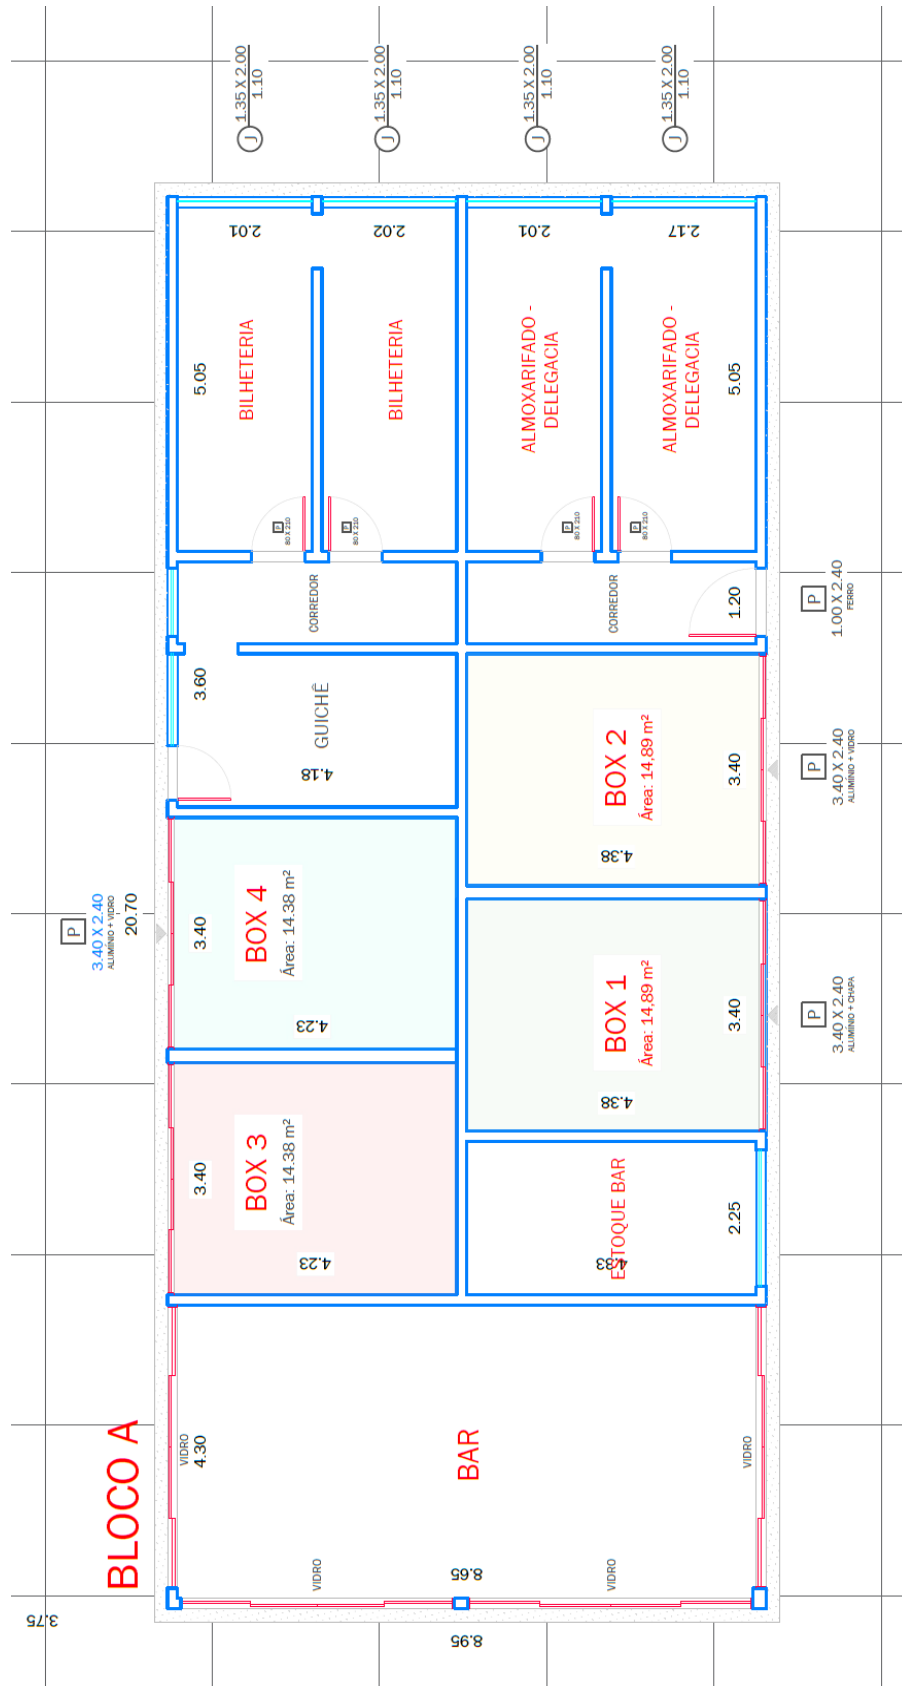 BLOCO A
1.35 X 2.00
1.10
J
1.35 X 2.00
1.10
J
1.35 X 2.00
1.10
J
1.35 X 2.00
1.10
J
2.01
2.02
2.01
2.17
5.05
BILHETERIA
BILHETERIA
ALMOXARIFADO -
DELEGACIA
ALMOXARIFADO -
DELEGACIA
5.05
P
80 X 210
P
80 X 210
P
80 X 210
P
80 X 210
CORREDOR
CORREDOR
1.20
P
1.00 X 2.40
FERRO
3.60
GUICHÊ
4.18
BOX 2
Área: 14,89 m²
3.40
4.38
P
3.40 X 2.40
ALUMÍNIO + VIDRO
P
3.40 X 2.40
ALUMÍNIO + VIDRO
20.70
3.40
BOX 4
Área: 14.38 m²
4.23
BOX 1
Área: 14,89 m²
3.40
4.38
P
3.40 X 2.40
ALUMÍNIO + CHAPA
3.40
BOX 3
Área: 14.38 m²
4.23
ESTOQUE BAR
4.33
2.25
VIDRO
4.30
BAR
VIDRO
VIDRO
8.65
VIDRO
8.95
3.75